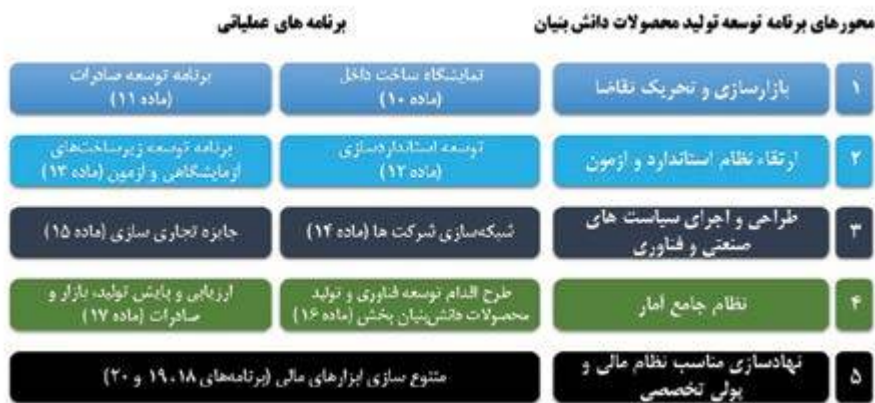 محورهای برنامه توسعه تولید محصولات دانش بنیان
برنامه های عملیاتی
۱
بازارسازی و تحریک تقاضا
نمایشگاه ساخت داخل
(ماده ۱۰)
برنامه توسعه صادرات
(ماده ۱۱)
۲
ارتقاء نظام استاندارد و ازمون
توسعه استانداردسازی
(ماده ۱۲)
برنامه توسعه زیرساخت‌های
ازمایشگاهی و ازمون (ماده ۱۳)
۳
طراحی و اجرای سیاست های
صنعتی و فناوری
شبکه‌سازی شرکت ها (ماده ۱۴)
جایزه تجاری سازی (ماده ۱۵)
۴
نظام جامع آمار
طرح اقدام توسعه فناوری و تولید
محصولات دانش‌بنیان بخشی (ماده ۱۶)
ارزیابی و پایش تولید، بازار و
صادرات (ماده ۱۷)
۵
نهادسازی مناسب نظام مالی و
پولی تخصصی
متنوع سازی ابزارهای مالی (برنامه‌های ۱۸، ۱۹ و ۲۰)